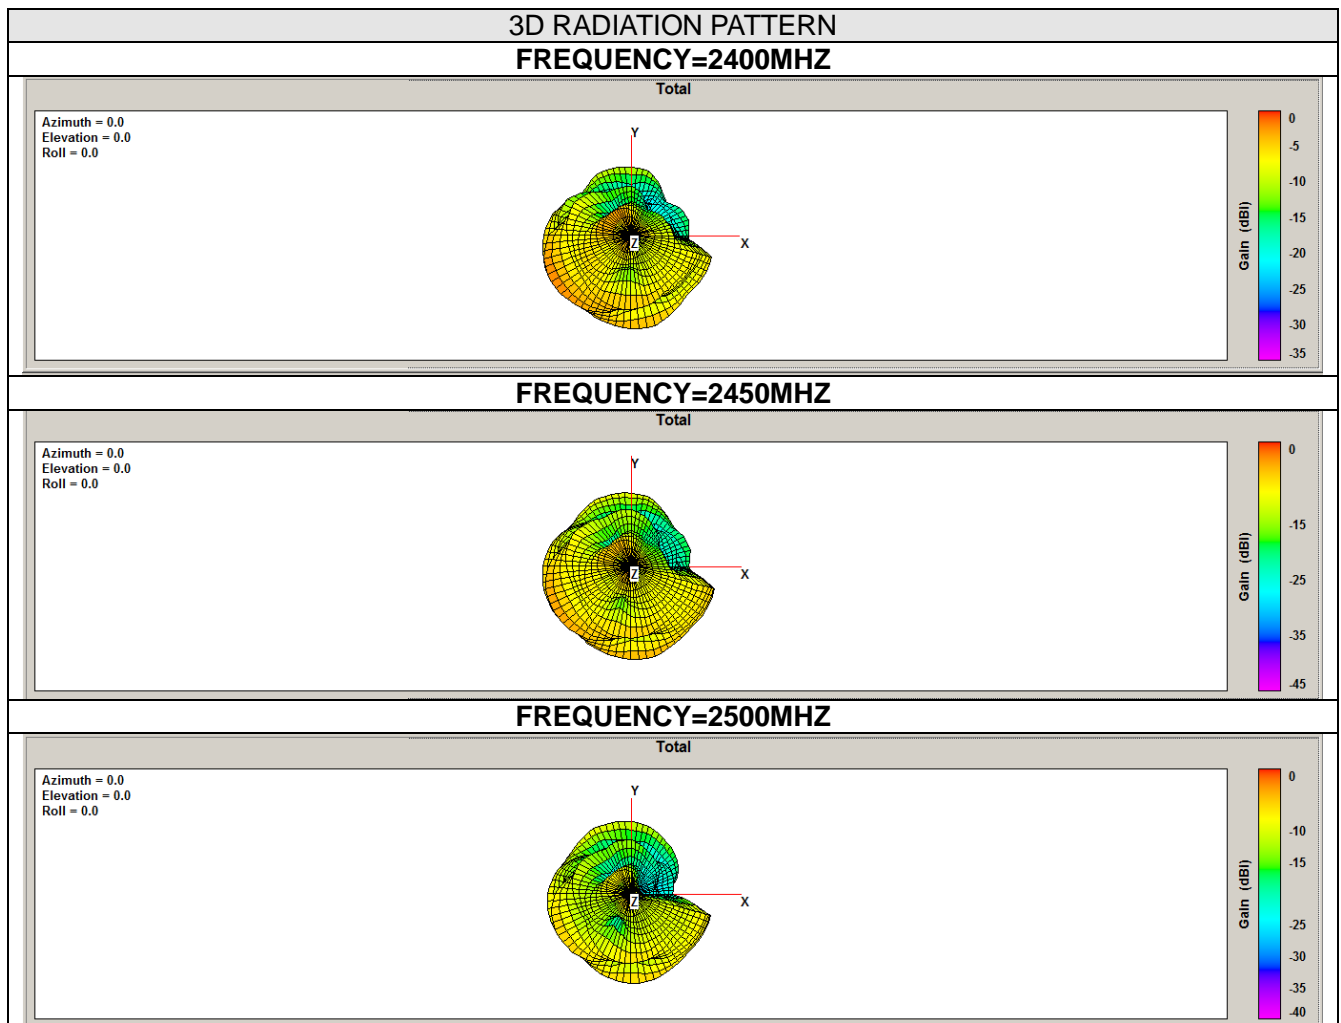 3D RADIATION PATTERN
FREQUENCY=2400MHZ
Total
Azimuth = 0.0
Elevation = 0.0
Roll = 0.0
Y
Z
X
Gain (dBI)
0
-5
-10
-15
-20
-25
-30
-35
FREQUENCY=2450MHZ
Total
Azimuth = 0.0
Elevation = 0.0
Roll = 0.0
Y
Z
X
Gain (dBI)
0
-15
-25
-35
-45
FREQUENCY=2500MHZ
Total
Azimuth = 0.0
Elevation = 0.0
Roll = 0.0
Y
Z
X
Gain (dBI)
0
-10
-15
-25
-30
-35
-40